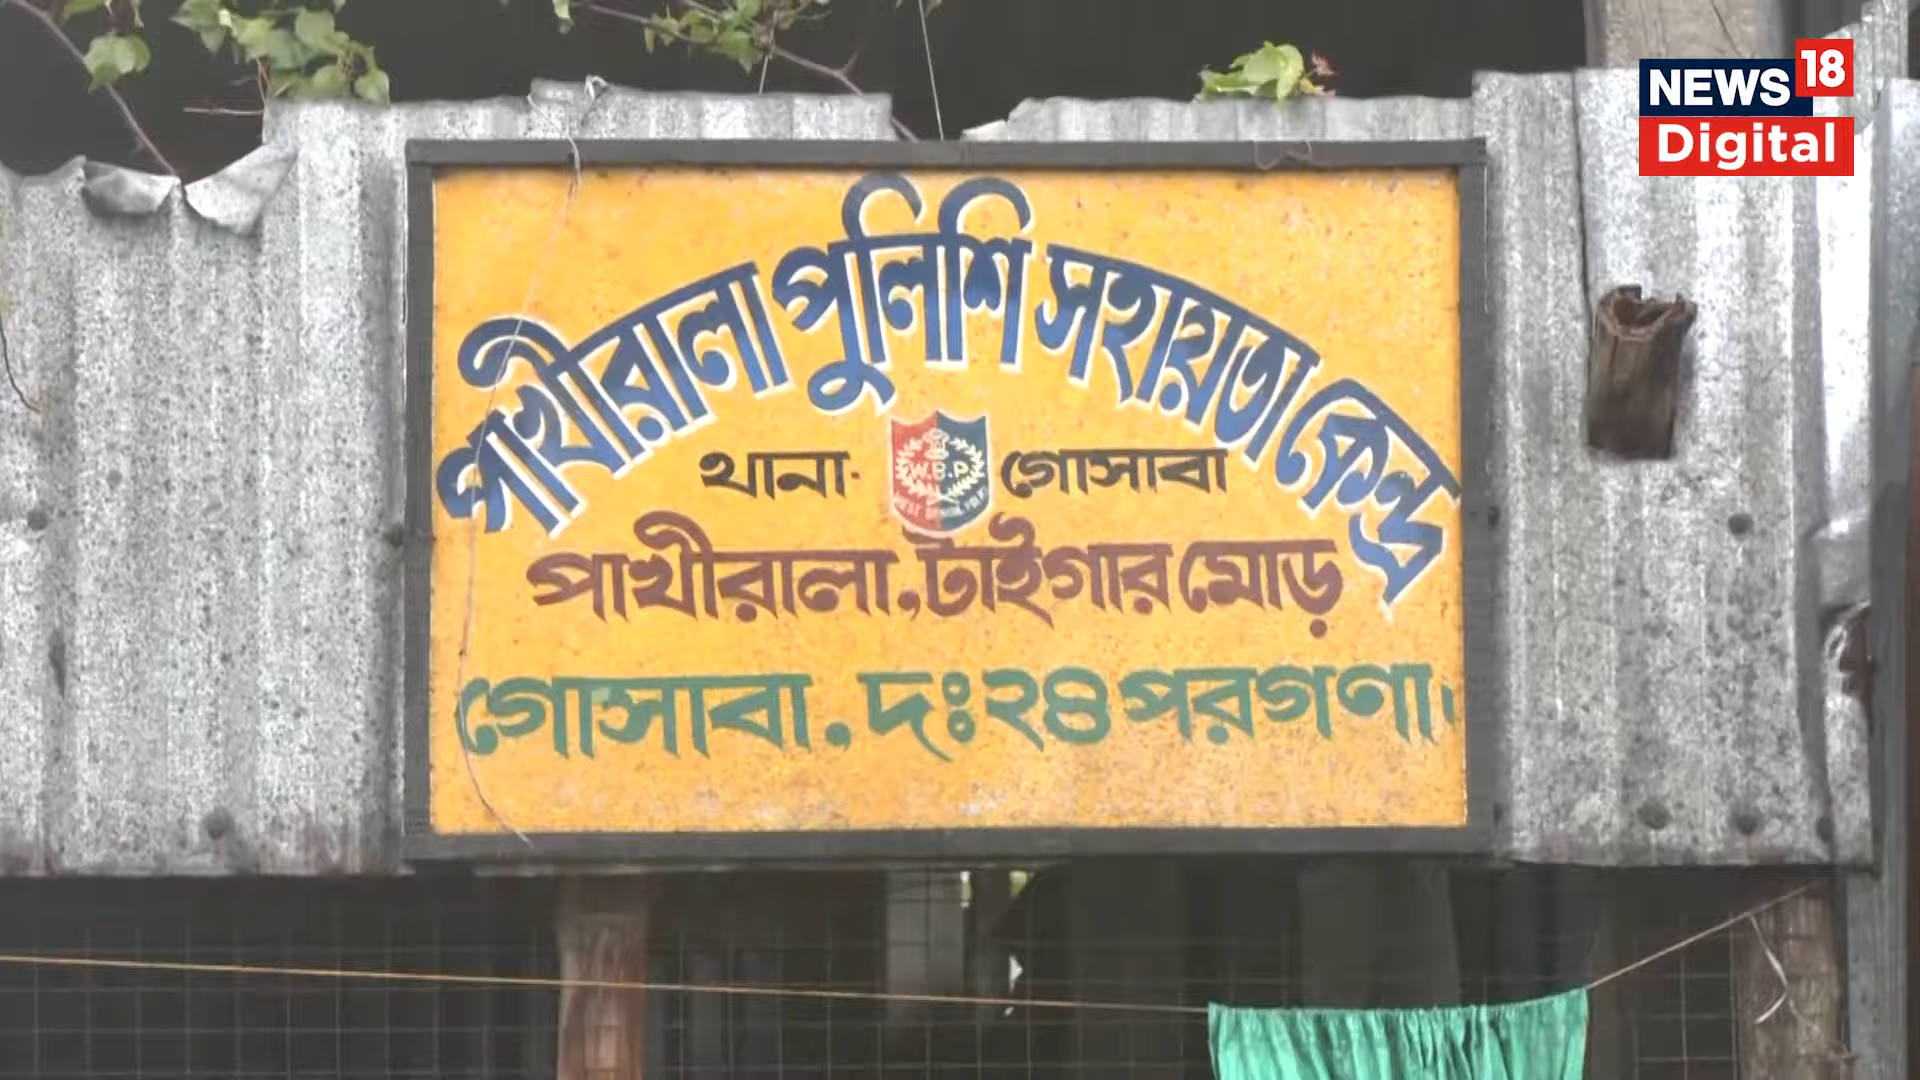 NEWS 18
Digital
পাখীরালা পুলিশি সহায়তা কেন্দ্র
থানা- গোসাবা
W.B.P
পাখীরালা, টাইগার মোড়
গোসাবা. দঃ ২৪ পরগণা।